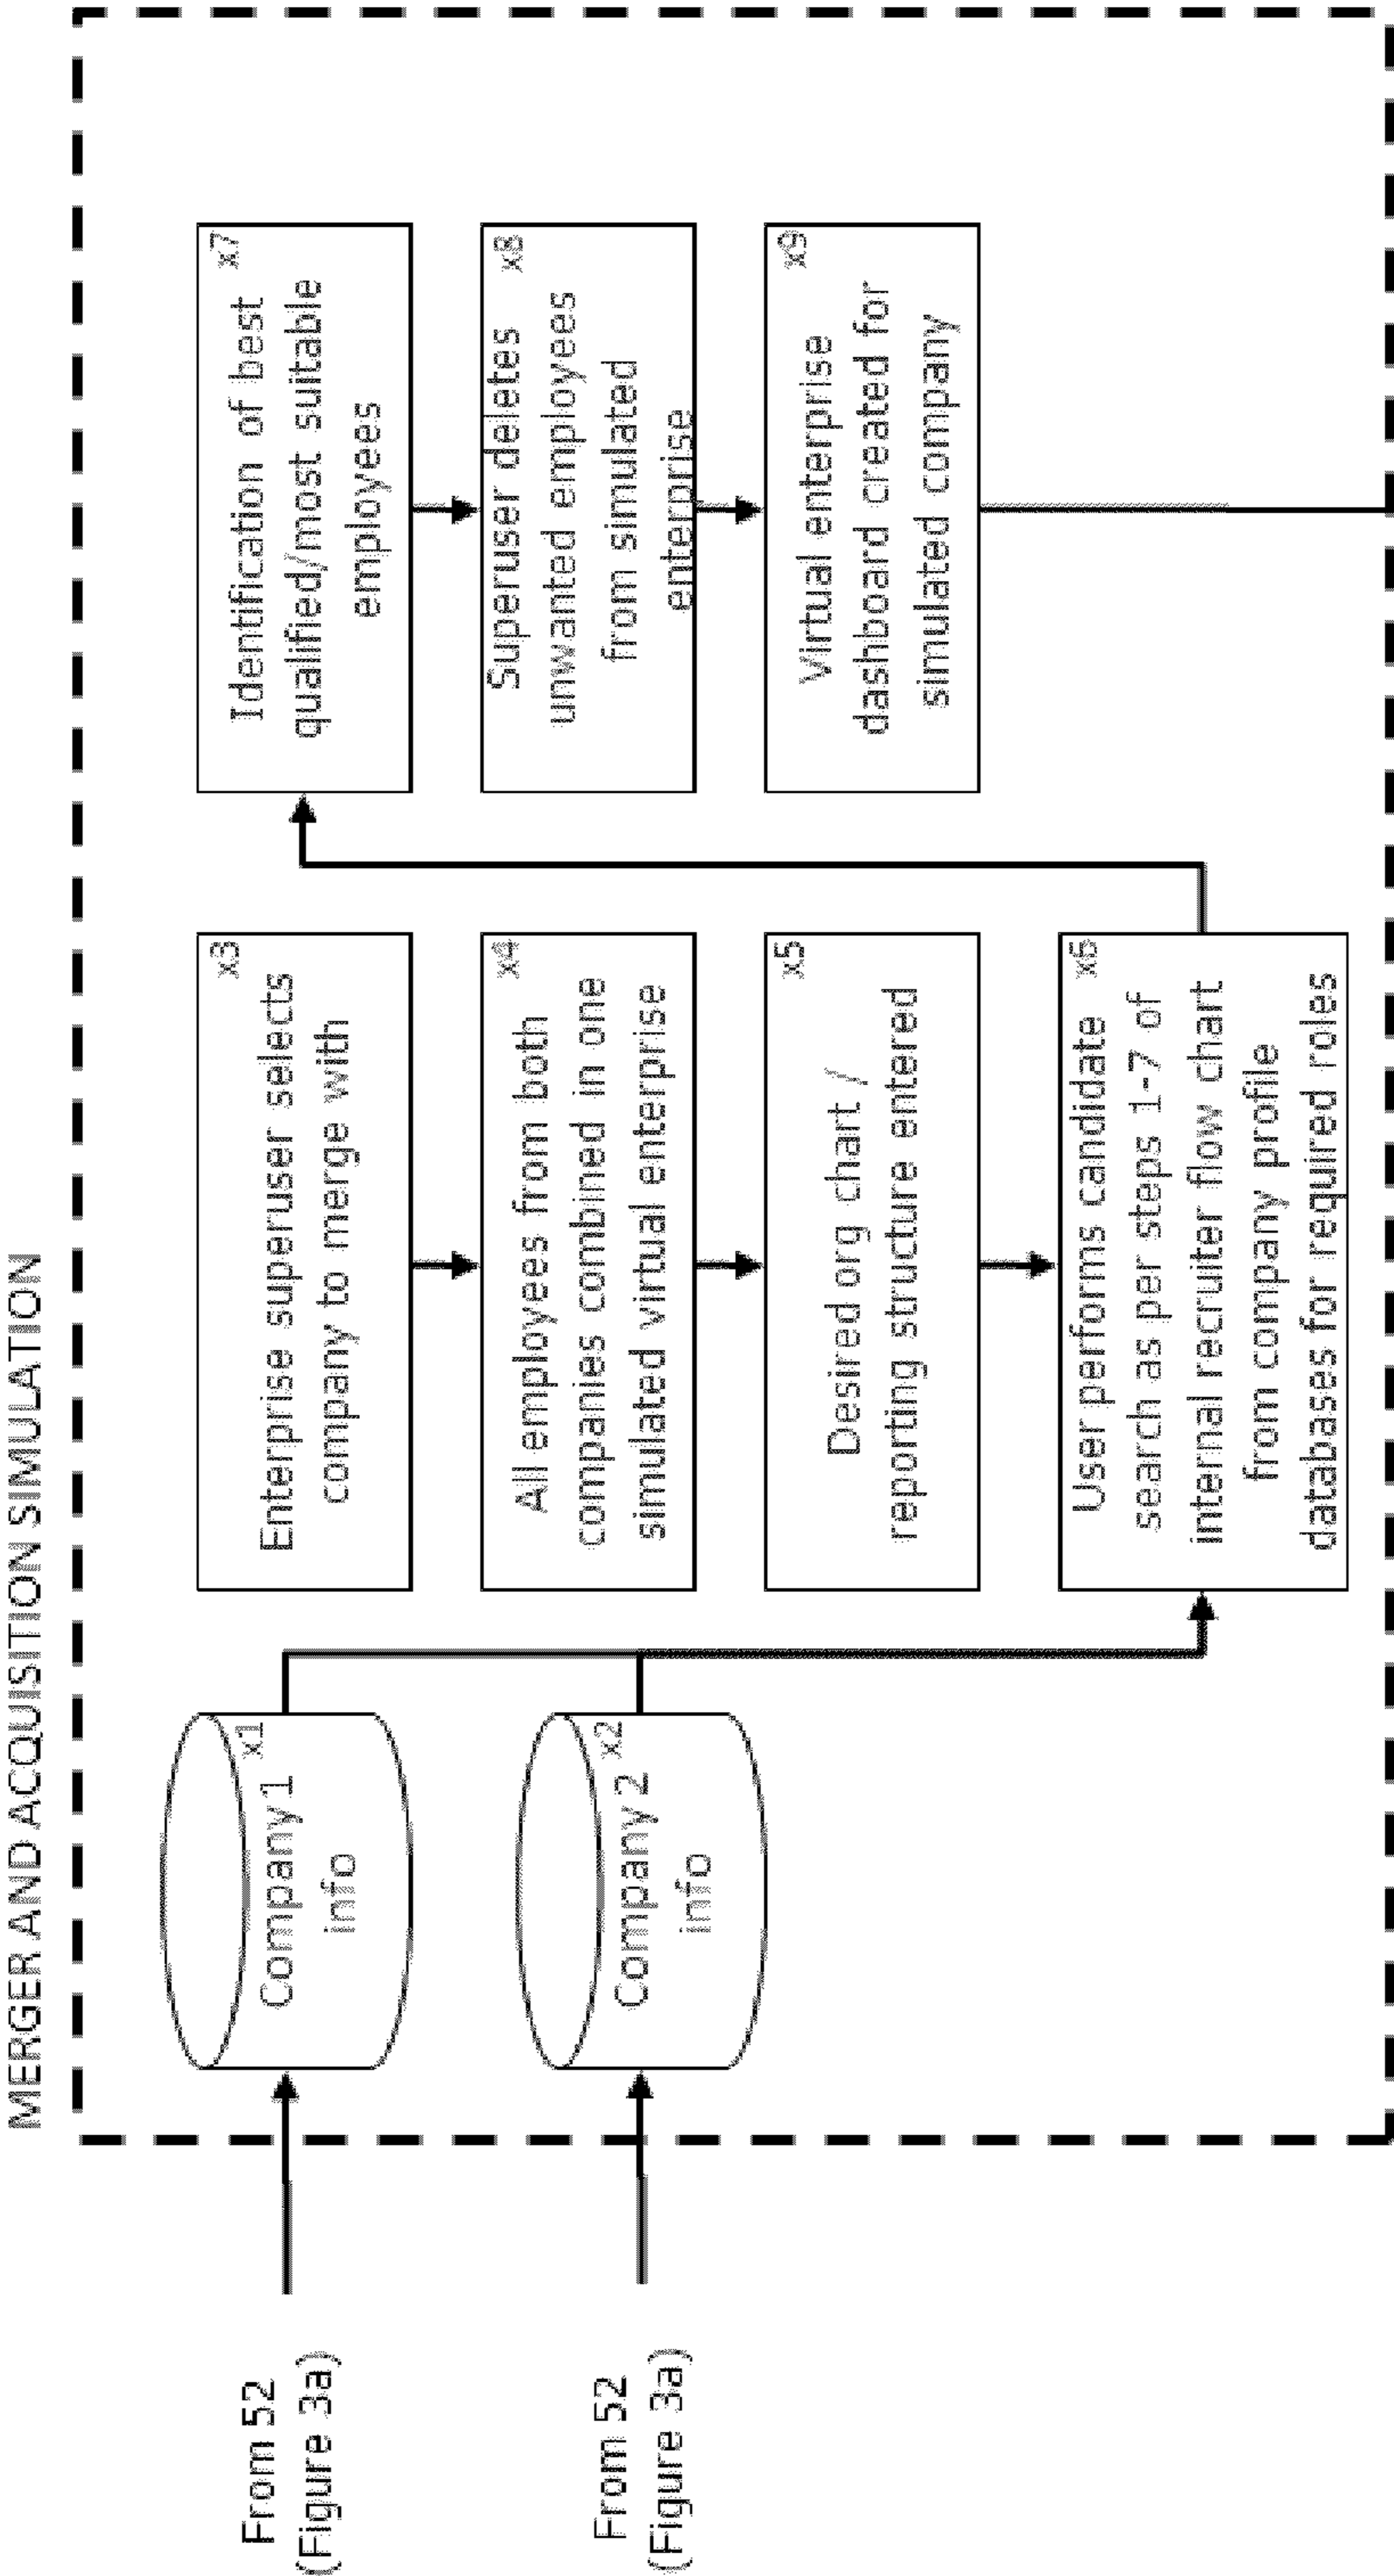 MERGER AND ACQUISITION SIMULATION
From 52
(Figure 3a)
From 52
(Figure 3a)
x1
Company 1
info
x2
Company 2
info
x3
Enterprise superuser selects
company to merge with
x4
All employees from both
companies combined in one
simulated virtual enterprise
x5
Desired org chart /
reporting structure entered
x6
User performs candidate
search as per steps 1-7 of
internal recruiter flow chart
from company profile
databases for required roles
x7
Identification of best
qualified/most suitable
employees
x8
Superuser deletes
unwanted employees
from simulated
enterprise
x9
Virtual enterprise
dashboard created for
simulated company